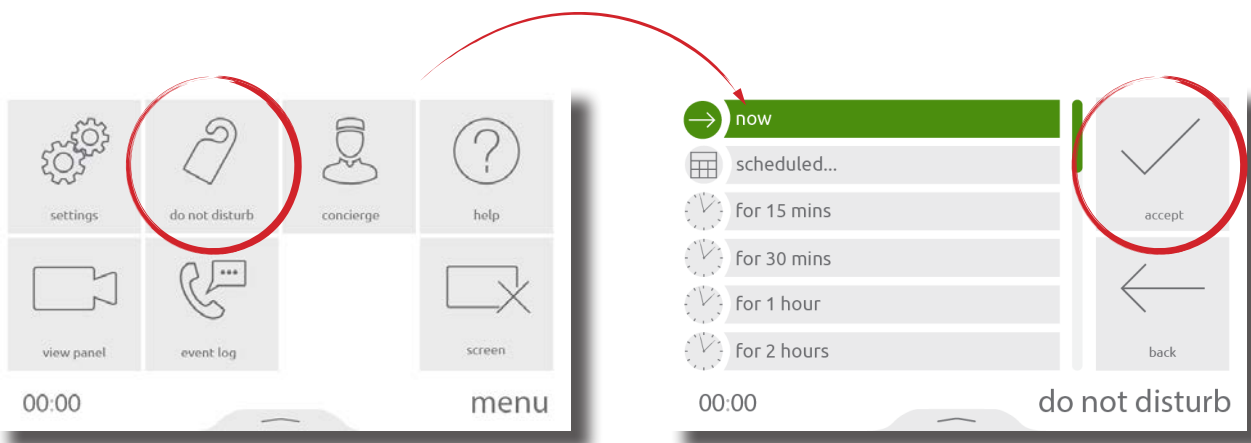 settings
do not disturb
concierge
help
view panel
event log
screen
00:00
menu
now
scheduled...
for 15 mins
for 30 mins
for 1 hour
for 2 hours
accept
back
00:00
do not disturb